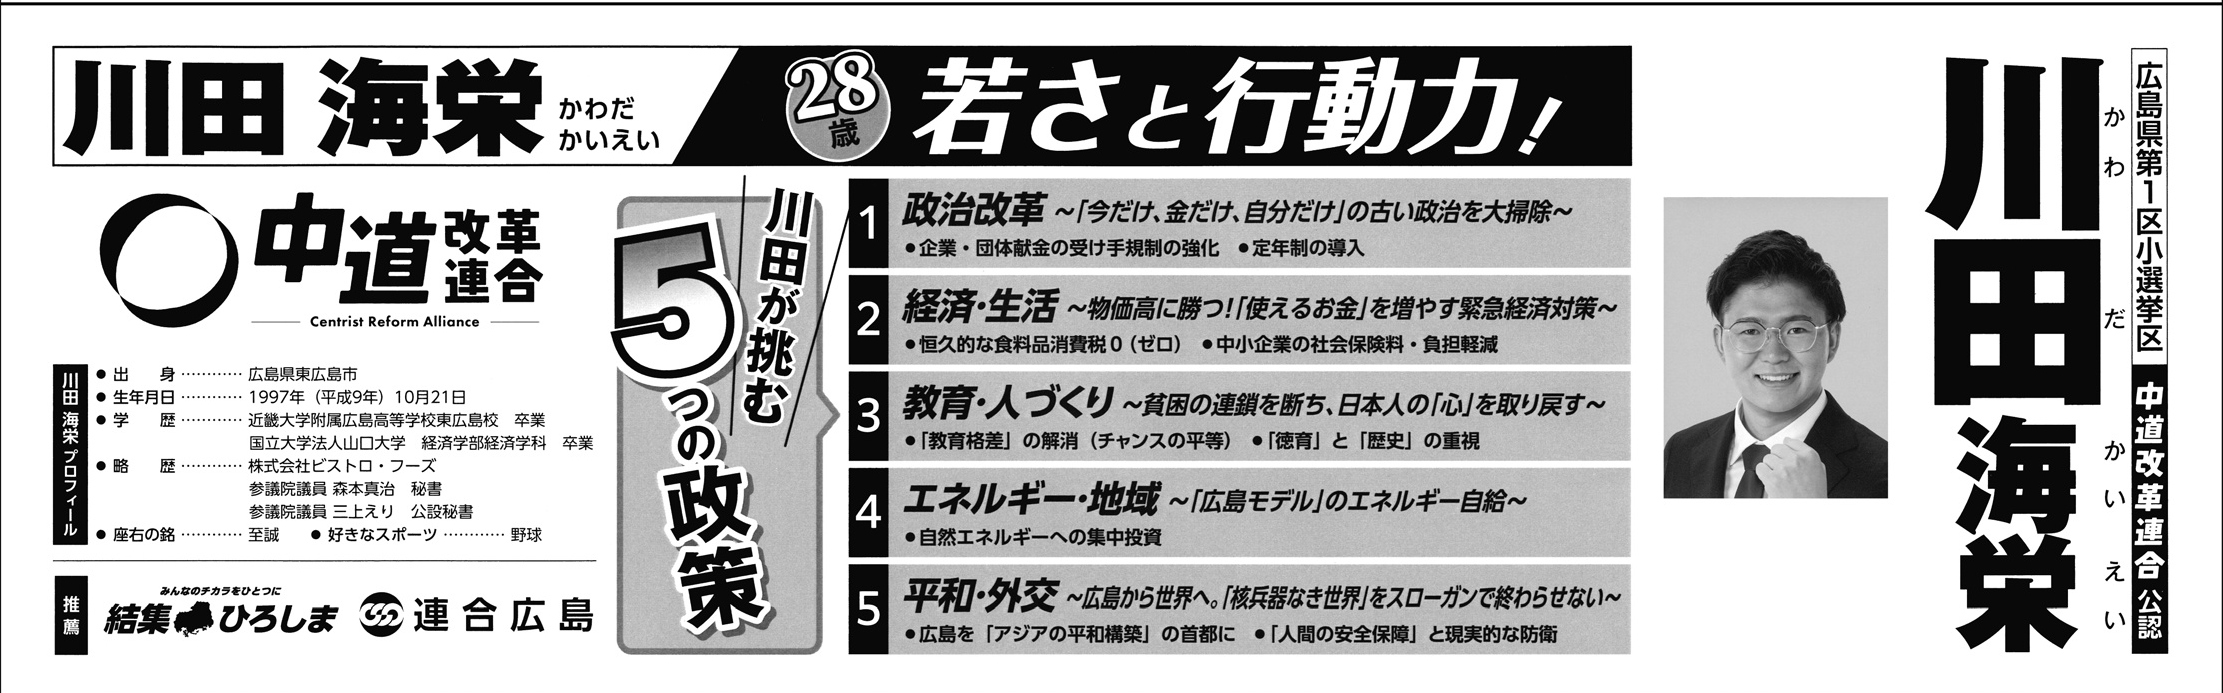 広島県第1区小選挙区 中道改革連合公認
川田海栄
かわだかいえい
川田 海栄
かわだ
かいえい
28歳
若さと行動力!
中道改革連合
Centrist Reform Alliance
川田 海栄 プロフィール
●出 身…………広島県東広島市
●生年月日…………1997年(平成9年)10月21日
●学 歴…………近畿大学附属広島高等学校東広島校 卒業
国立大学法人山口大学 経済学部経済学科 卒業
●略 歴…………株式会社ビストロ・フーズ
参議院議員 森本真治 秘書
参議院議員 三上えり 公設秘書
●座右の銘…………至誠 ●好きなスポーツ…………野球
推薦
みんなのチカラをひとつに
結集ひろしま
連合広島
川田が挑む
5つの政策
1 政治改革 ~「今だけ、金だけ、自分だけ」の古い政治を大掃除~
●企業・団体献金の受け手規制の強化 ●定年制の導入
2 経済・生活 ~物価高に勝つ!「使えるお金」を増やす緊急経済対策~
●恒久的な食料品消費税0(ゼロ) ●中小企業の社会保険料・負担軽減
3 教育・人づくり ~貧困の連鎖を断ち、日本人の「心」を取り戻す~
●「教育格差」の解消(チャンスの平等) ●「徳育」と「歴史」の重視
4 エネルギー・地域 ~「広島モデル」のエネルギー自給~
●自然エネルギーへの集中投資
5 平和・外交 ~広島から世界へ。「核兵器なき世界」をスローガンで終わらせない~
●広島を「アジアの平和構築」の首都に ●「人間の安全保障」と現実的な防衛